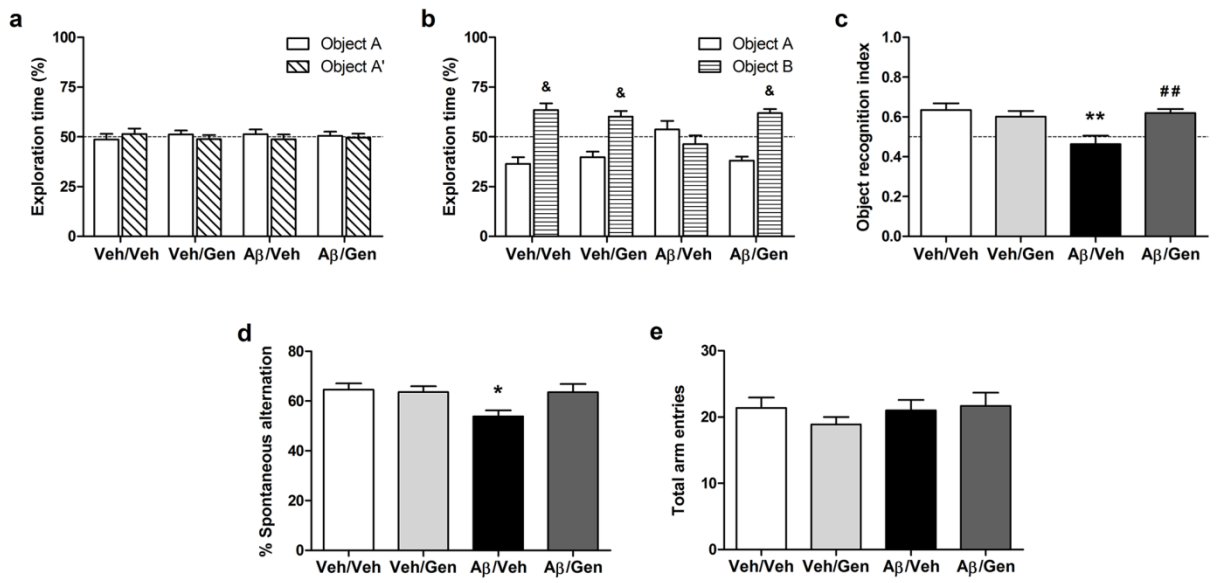 a
Exploration time (%)
100
75
50
25
0
Object A
Object A'
Veh/Veh Veh/Gen Aβ/Veh Aβ/Gen
b
Exploration time (%)
100
75
50
25
0
Object A
Object B
& & &
Veh/Veh Veh/Gen Aβ/Veh Aβ/Gen
c
Object recognition index
1.0
0.8
0.6
0.4
0.2
0.0
** ##
Veh/Veh Veh/Gen Aβ/Veh Aβ/Gen
d
% Spontaneous alternation
80
60
40
20
0
*
Veh/Veh Veh/Gen Aβ/Veh Aβ/Gen
e
Total arm entries
30
20
10
0
Veh/Veh Veh/Gen Aβ/Veh Aβ/Gen